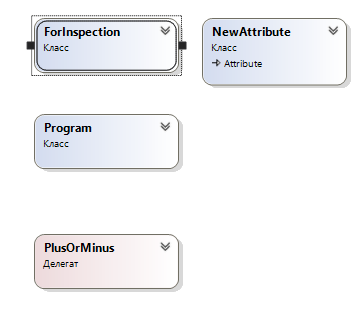 ForInspection
Класс
NewAttribute
Класс
Attribute
Program
Класс
PlusOrMinus
Делегат